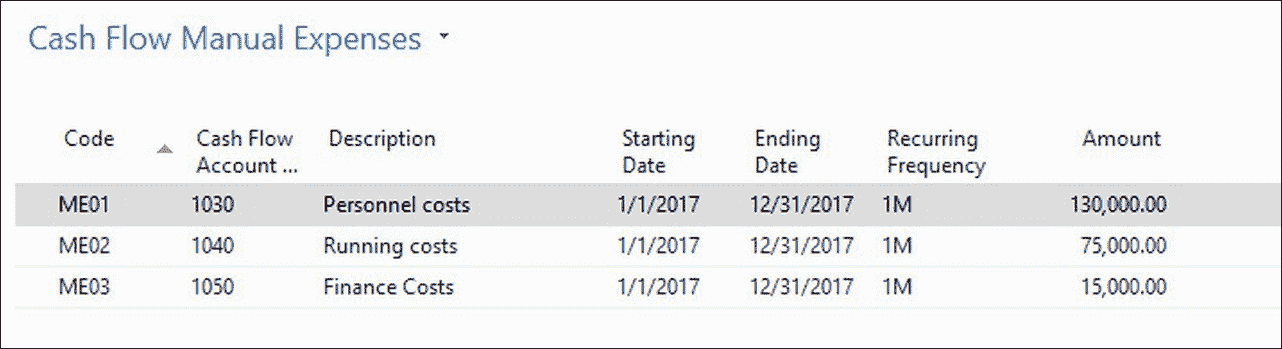 Cash Flow Manual Expenses
Code Cash Flow Account ... Description Starting Date Ending Date Recurring Frequency Amount
ME01 1030 Personnel costs 1/1/2017 12/31/2017 1M 130,000.00
ME02 1040 Running costs 1/1/2017 12/31/2017 1M 75,000.00
ME03 1050 Finance Costs 1/1/2017 12/31/2017 1M 15,000.00